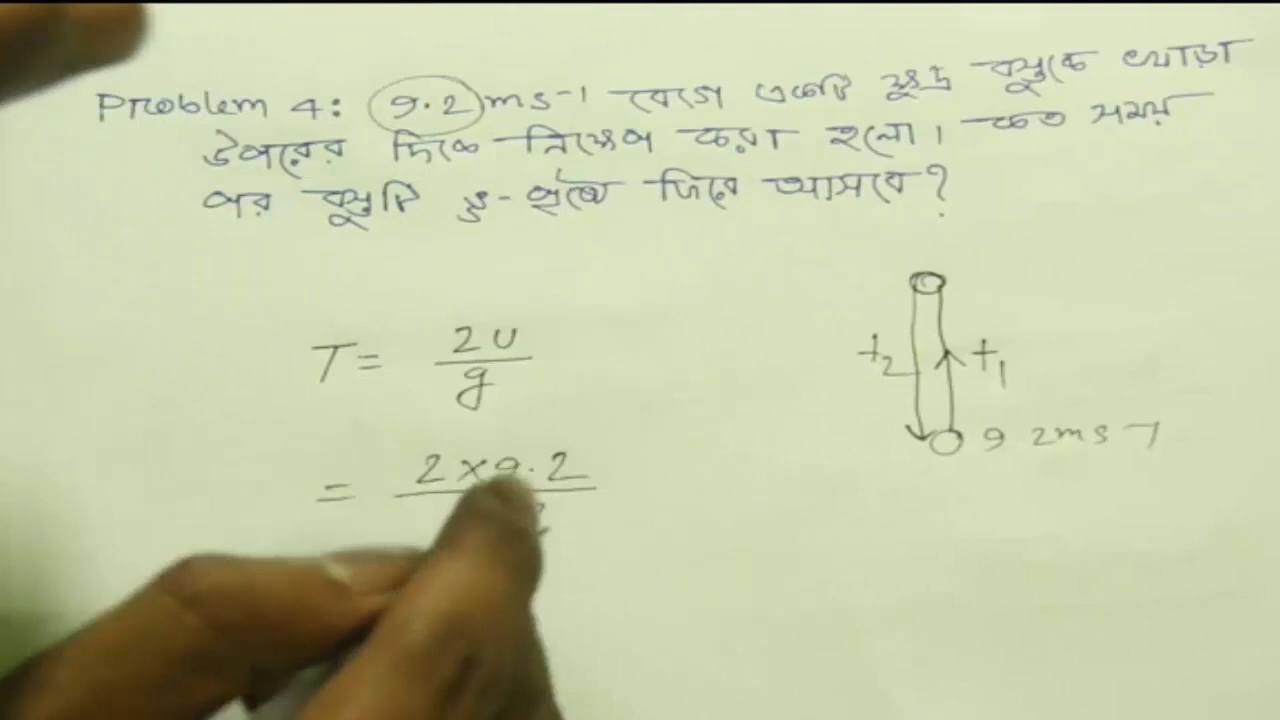 Problem 4: 9.2 ms⁻¹ বেগে একটি ক্ষুদ্র বস্তুকে খাড়া
উপরের দিকে নিক্ষেপ করা হলো। কত সময়
পর বস্তুটি ভূ-পৃষ্ঠে ফিরে আসবে?
T = 2u/g
t₂ t₁
9 2ms⁻¹
= 2×9.2